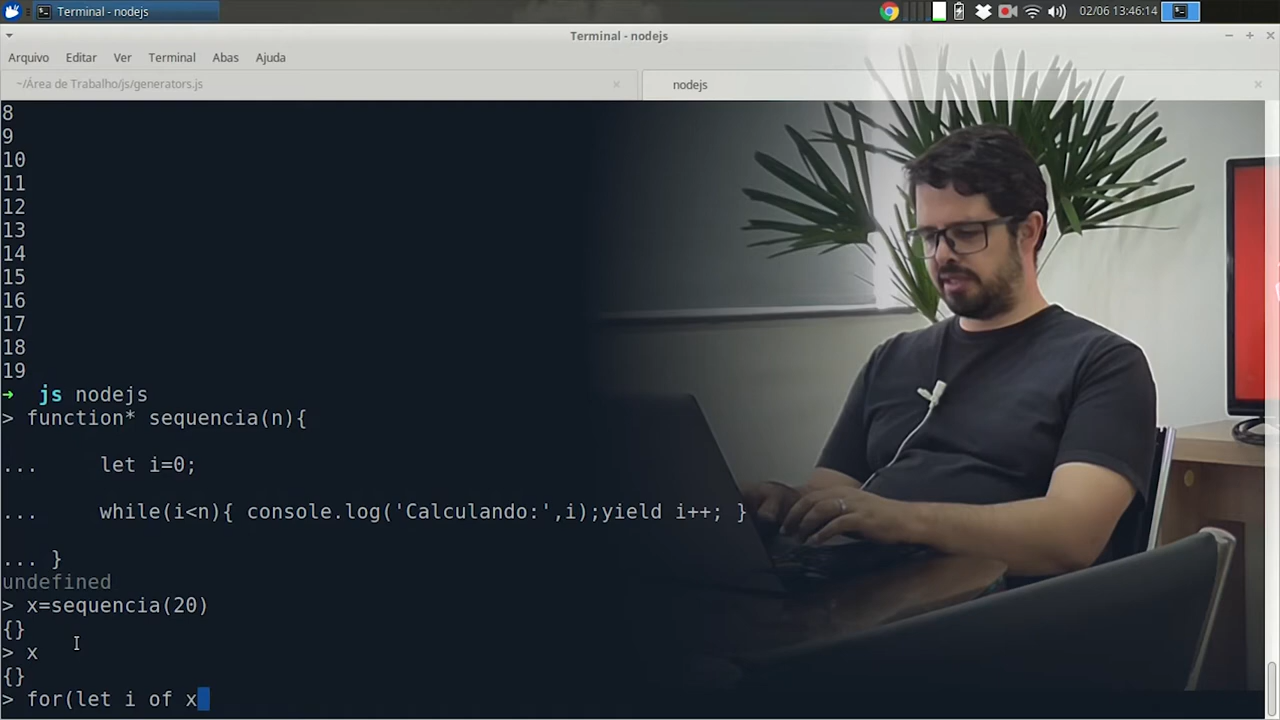 Terminal - nodejs
02/06 13:46:14
Terminal - nodejs
Arquivo Editar Ver Terminal Abas Ajuda
~/Área de Trabalho/js/generators.js
nodejs
8
9
10
11
12
13
14
15
16
17
18
19
➜ js nodejs
> function* sequencia(n){
... let i=0;
... while(i<n){ console.log('Calculando:',i);yield i++; }
... }
undefined
> x=sequencia(20)
{}
> x
{}
> for(let i of x